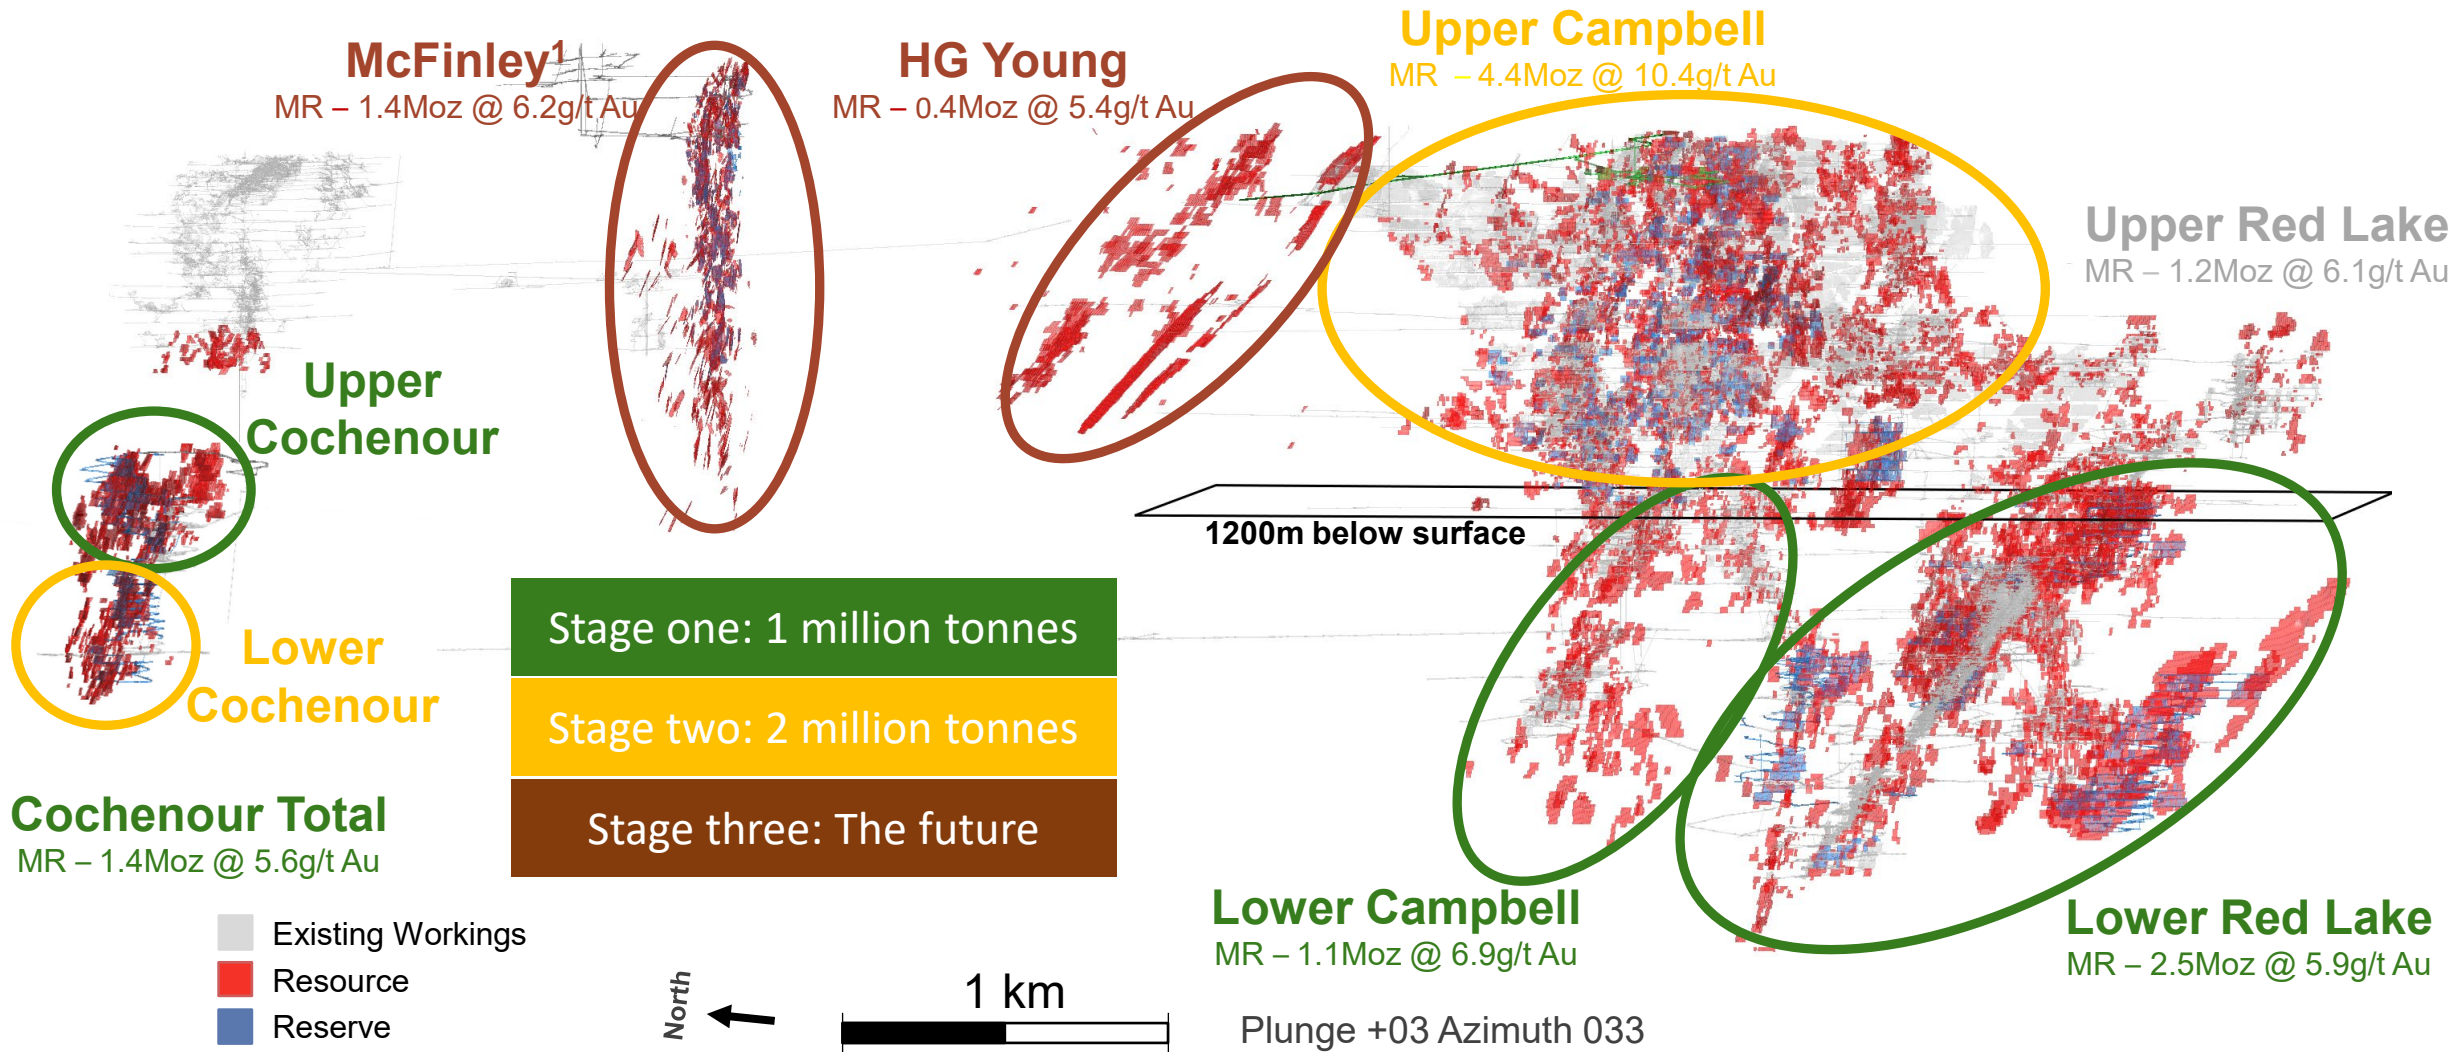 McFinley¹
MR – 1.4Moz @ 6.2g/t Au
HG Young
MR – 0.4Moz @ 5.4g/t Au
Upper Campbell
MR – 4.4Moz @ 10.4g/t Au
Upper Red Lake
MR – 1.2Moz @ 6.1g/t Au
Upper
Cochenour
1200m below surface
Lower
Cochenour
Stage one: 1 million tonnes
Stage two: 2 million tonnes
Stage three: The future
Cochenour Total
MR – 1.4Moz @ 5.6g/t Au
Lower Campbell
MR – 1.1Moz @ 6.9g/t Au
Lower Red Lake
MR – 2.5Moz @ 5.9g/t Au
Existing Workings
Resource
Reserve
North
1 km
Plunge +03 Azimuth 033